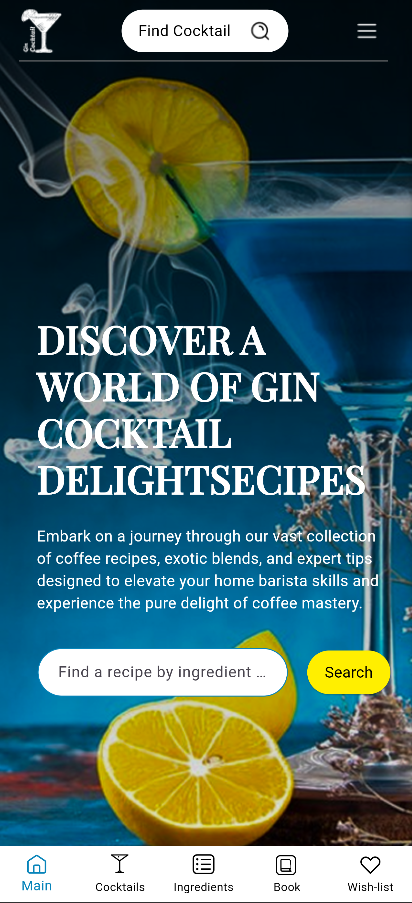 Gin
Cocktail
Find Cocktail
DISCOVER A
WORLD OF GIN
COCKTAIL
DELIGHTSECIPES
Embark on a journey through our vast collection
of coffee recipes, exotic blends, and expert tips
designed to elevate your home barista skills and
experience the pure delight of coffee mastery.
Find a recipe by ingredient ...
Search
Main
Cocktails
Ingredients
Book
Wish-list